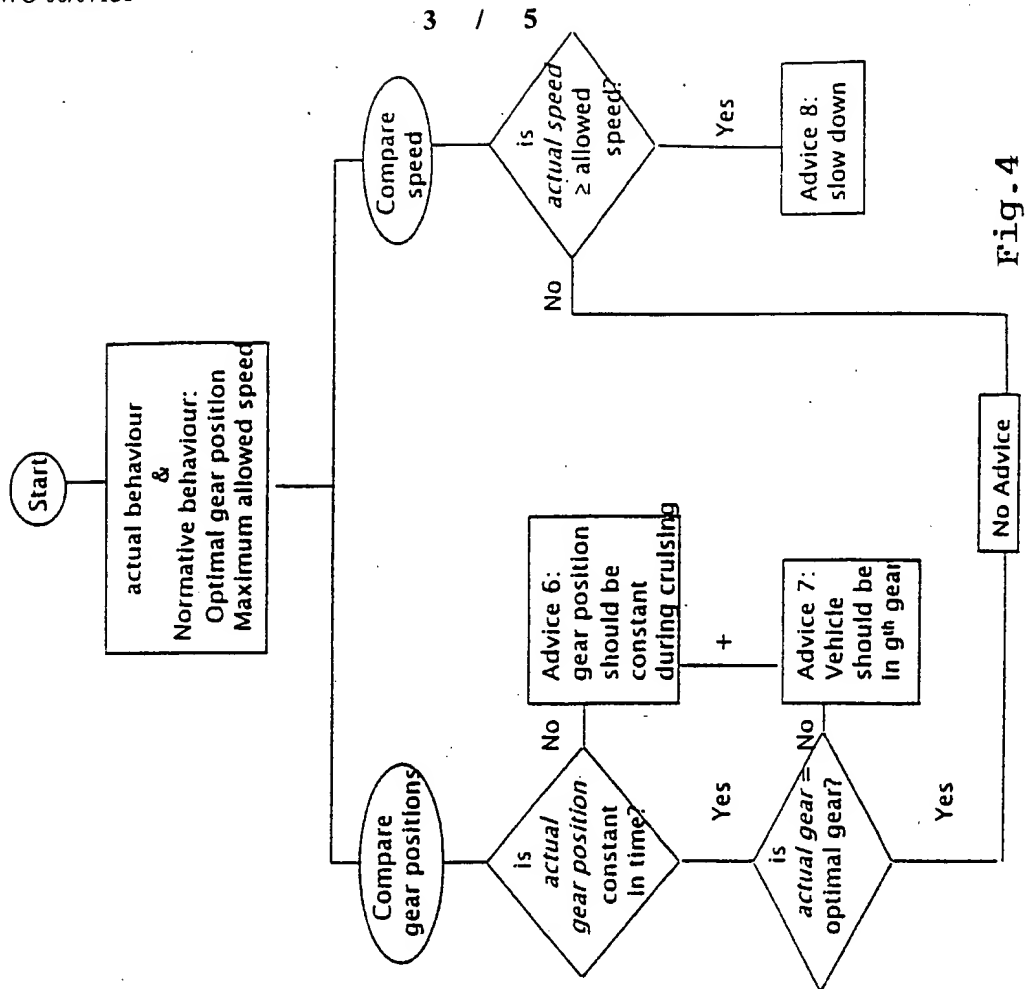 3 / 5
Start
actual behaviour
&
Normative behaviour:
Optimal gear position
Maximum allowed speed
Compare
gear positions
Compare
speed
is
actual
gear position
constant
in time?
No
Advice 6:
gear position
should be
constant
during cruising
+
Yes
is
actual gear =
optimal gear?
No
Advice 7:
Vehicle
should be
in gth gear
Yes
is
actual speed
≥ allowed
speed?
No
Yes
Advice 8:
slow down
No Advice
Fig.4